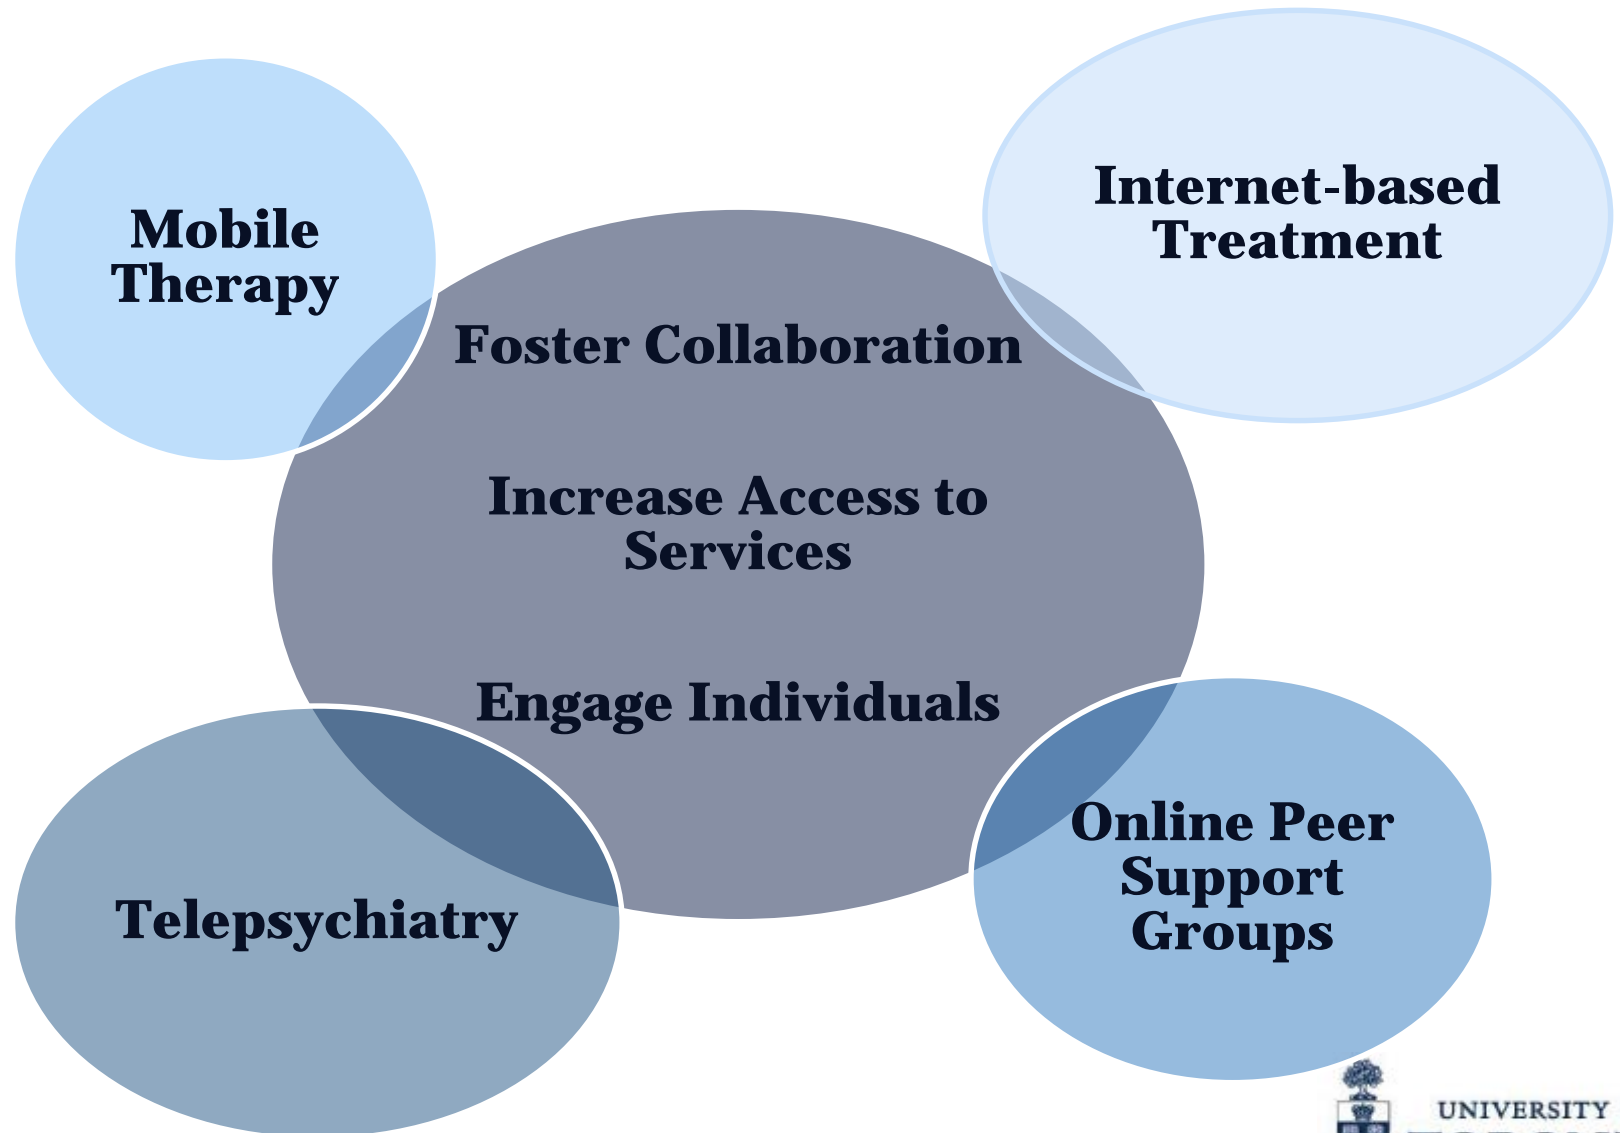 Mobile
Therapy
Internet-based
Treatment
Foster Collaboration
Increase Access to
Services
Engage Individuals
Telepsychiatry
Online Peer
Support
Groups
UNIVERSITY